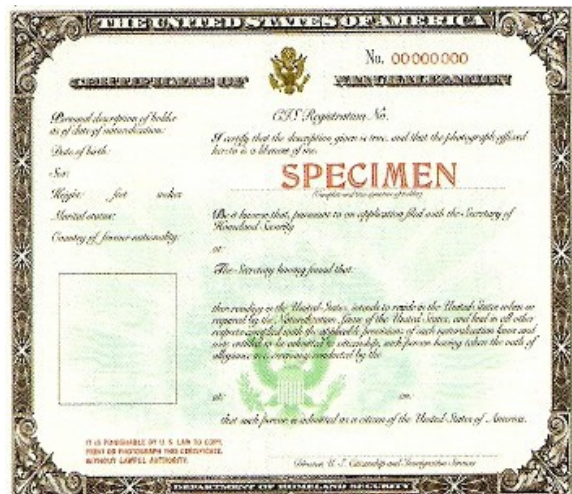 THE UNITED STATES OF AMERICA
No. 00000000
CERTIFICATE OF NATURALIZATION
Personal description of holder
as of date of naturalization:
Date of birth:
Sex:
Height: feet inches
Marital status:
Country of former nationality:
CIS Registration No.
I certify that the description given is true, and that the photograph affixed
hereto is a likeness of me.
SPECIMEN
(Complete and true signature of holder)
Be it known that, pursuant to an application filed with the Secretary of
Homeland Security
at:
The Secretary having found that:
then residing in the United States, intends to reside in the United States when so
required by the Naturalization Laws of the United States, and had in all other
respects complied with the applicable provisions of such naturalization laws and
was entitled to be admitted to citizenship, such person having taken the oath of
allegiance in a ceremony conducted by the
at: on:
that such person is admitted as a citizen of the United States of America.
IT IS PUNISHABLE BY U. S. LAW TO COPY,
PRINT OR PHOTOGRAPH THIS CERTIFICATE,
WITHOUT LAWFUL AUTHORITY.
Director, U. S. Citizenship and Immigration Services
DEPARTMENT OF HOMELAND SECURITY